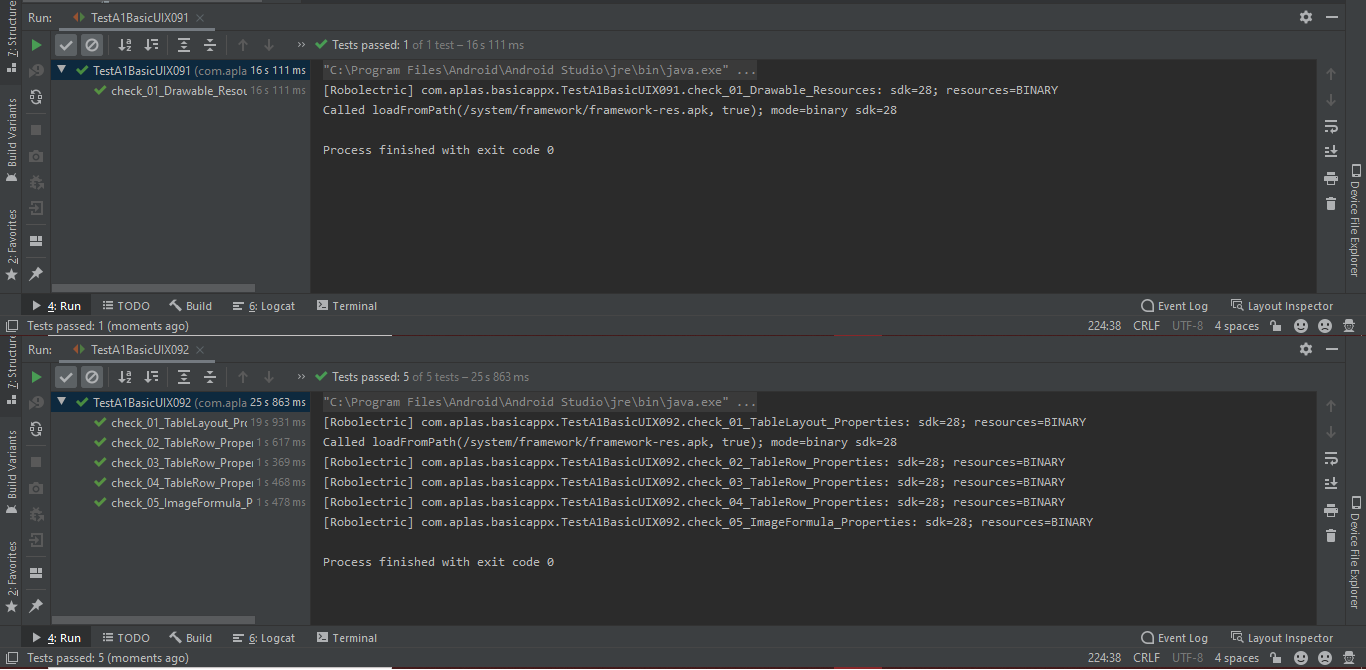 Run: TestA1BasicUIX091
Tests passed: 1 of 1 test – 16 s 111 ms
TestA1BasicUIX091 (com.apla 16 s 111 ms
check_01_Drawable_Resou 16 s 111 ms
"C:\Program Files\Android\Android Studio\jre\bin\java.exe" ...
[Robolectric] com.aplas.basicappx.TestA1BasicUIX091.check_01_Drawable_Resources: sdk=28; resources=BINARY
Called loadFromPath(/system/framework/framework-res.apk, true); mode=binary sdk=28
Process finished with exit code 0
7: Structure
Build Variants
2: Favorites
Device File Explorer
4: Run TODO Build 6: Logcat Terminal Event Log Layout Inspector
Tests passed: 1 (moments ago) 224:38 CRLF UTF-8 4 spaces
Run: TestA1BasicUIX092
Tests passed: 5 of 5 tests – 25 s 863 ms
TestA1BasicUIX092 (com.apla 25 s 863 ms
check_01_TableLayout_Pro 19 s 931 ms
check_02_TableRow_Proper 1 s 617 ms
check_03_TableRow_Proper 1 s 369 ms
check_04_TableRow_Proper 1 s 468 ms
check_05_ImageFormula_P 1 s 478 ms
"C:\Program Files\Android\Android Studio\jre\bin\java.exe" ...
[Robolectric] com.aplas.basicappx.TestA1BasicUIX092.check_01_TableLayout_Properties: sdk=28; resources=BINARY
Called loadFromPath(/system/framework/framework-res.apk, true); mode=binary sdk=28
[Robolectric] com.aplas.basicappx.TestA1BasicUIX092.check_02_TableRow_Properties: sdk=28; resources=BINARY
[Robolectric] com.aplas.basicappx.TestA1BasicUIX092.check_03_TableRow_Properties: sdk=28; resources=BINARY
[Robolectric] com.aplas.basicappx.TestA1BasicUIX092.check_04_TableRow_Properties: sdk=28; resources=BINARY
[Robolectric] com.aplas.basicappx.TestA1BasicUIX092.check_05_ImageFormula_Properties: sdk=28; resources=BINARY
Process finished with exit code 0
7: Structure
Build Variants
2: Favorites
Device File Explorer
4: Run TODO Build 6: Logcat Terminal Event Log Layout Inspector
Tests passed: 5 (moments ago) 224:38 CRLF UTF-8 4 spaces